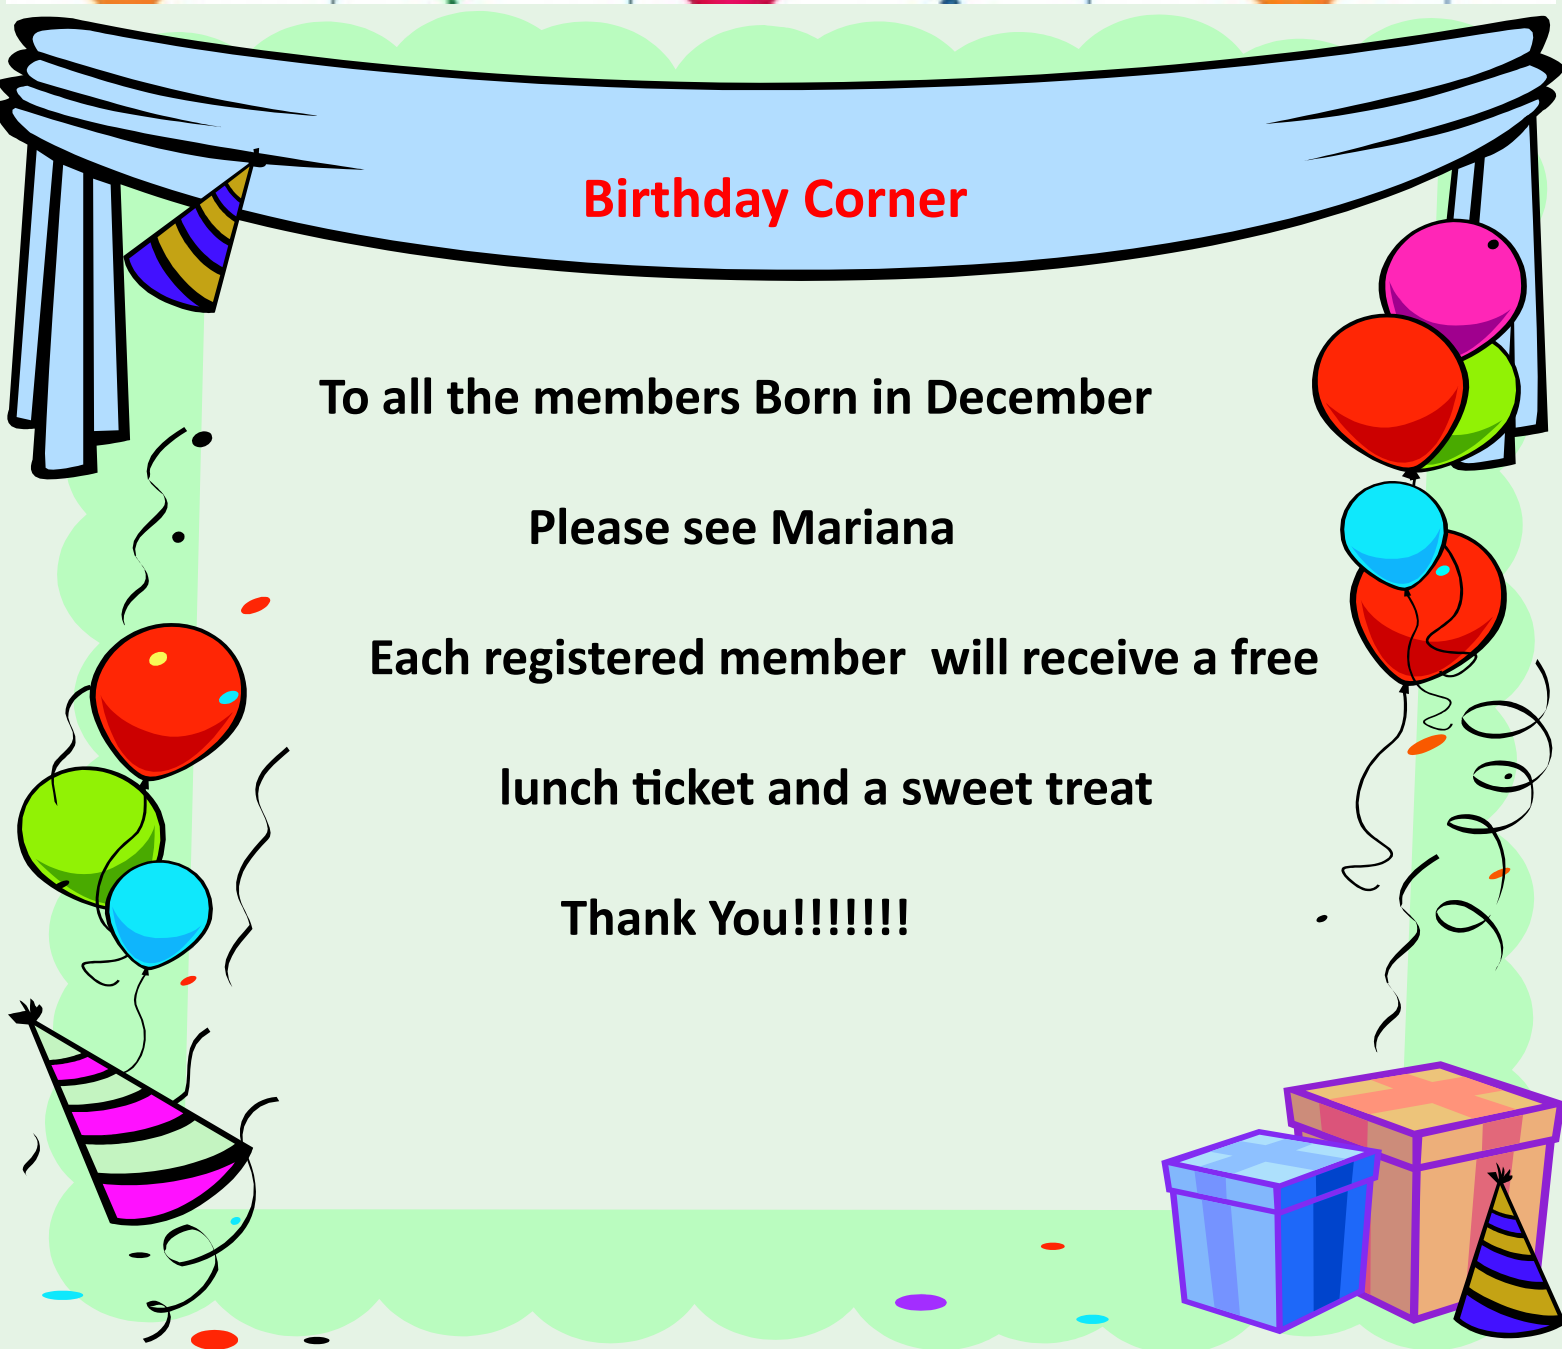 Birthday Corner
To all the members Born in December
Please see Mariana
Each registered member  will receive a free
lunch ticket and a sweet treat
Thank You!!!!!!!